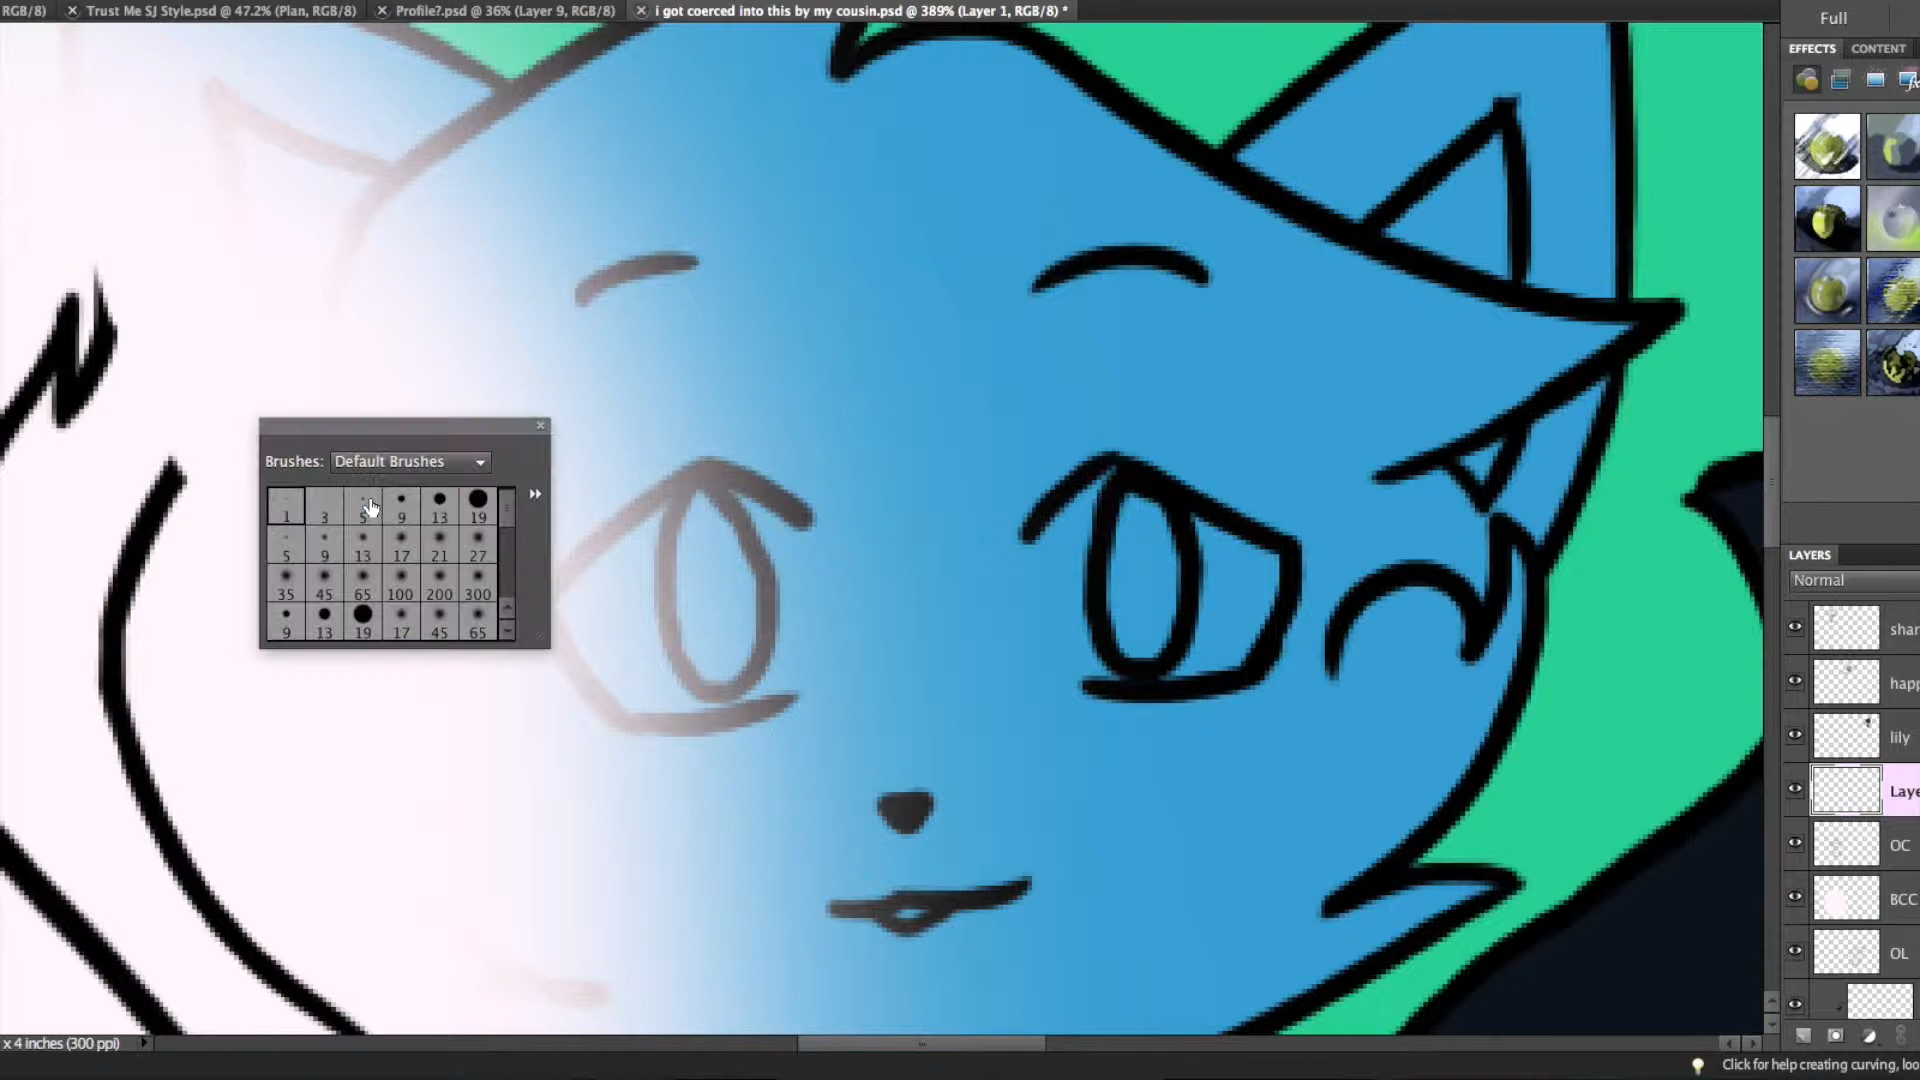 RGB/8) Trust Me SJ Style.psd @ 47.2% (Plan, RGB/8) Profile?.psd @ 36% (Layer 9, RGB/8) i got coerced into this by my cousin.psd @ 389% (Layer 1, RGB/8) *
Full
EFFECTS CONTENT
Brushes: Default Brushes
1 3 5 9 13 19
5 9 13 17 21 27
35 45 65 100 200 300
9 13 19 17 45 65
LAYERS
Normal
shar
happ
lily
Laye
OC
BCC
OL
x 4 inches (300 ppi)
Click for help creating curving, loo